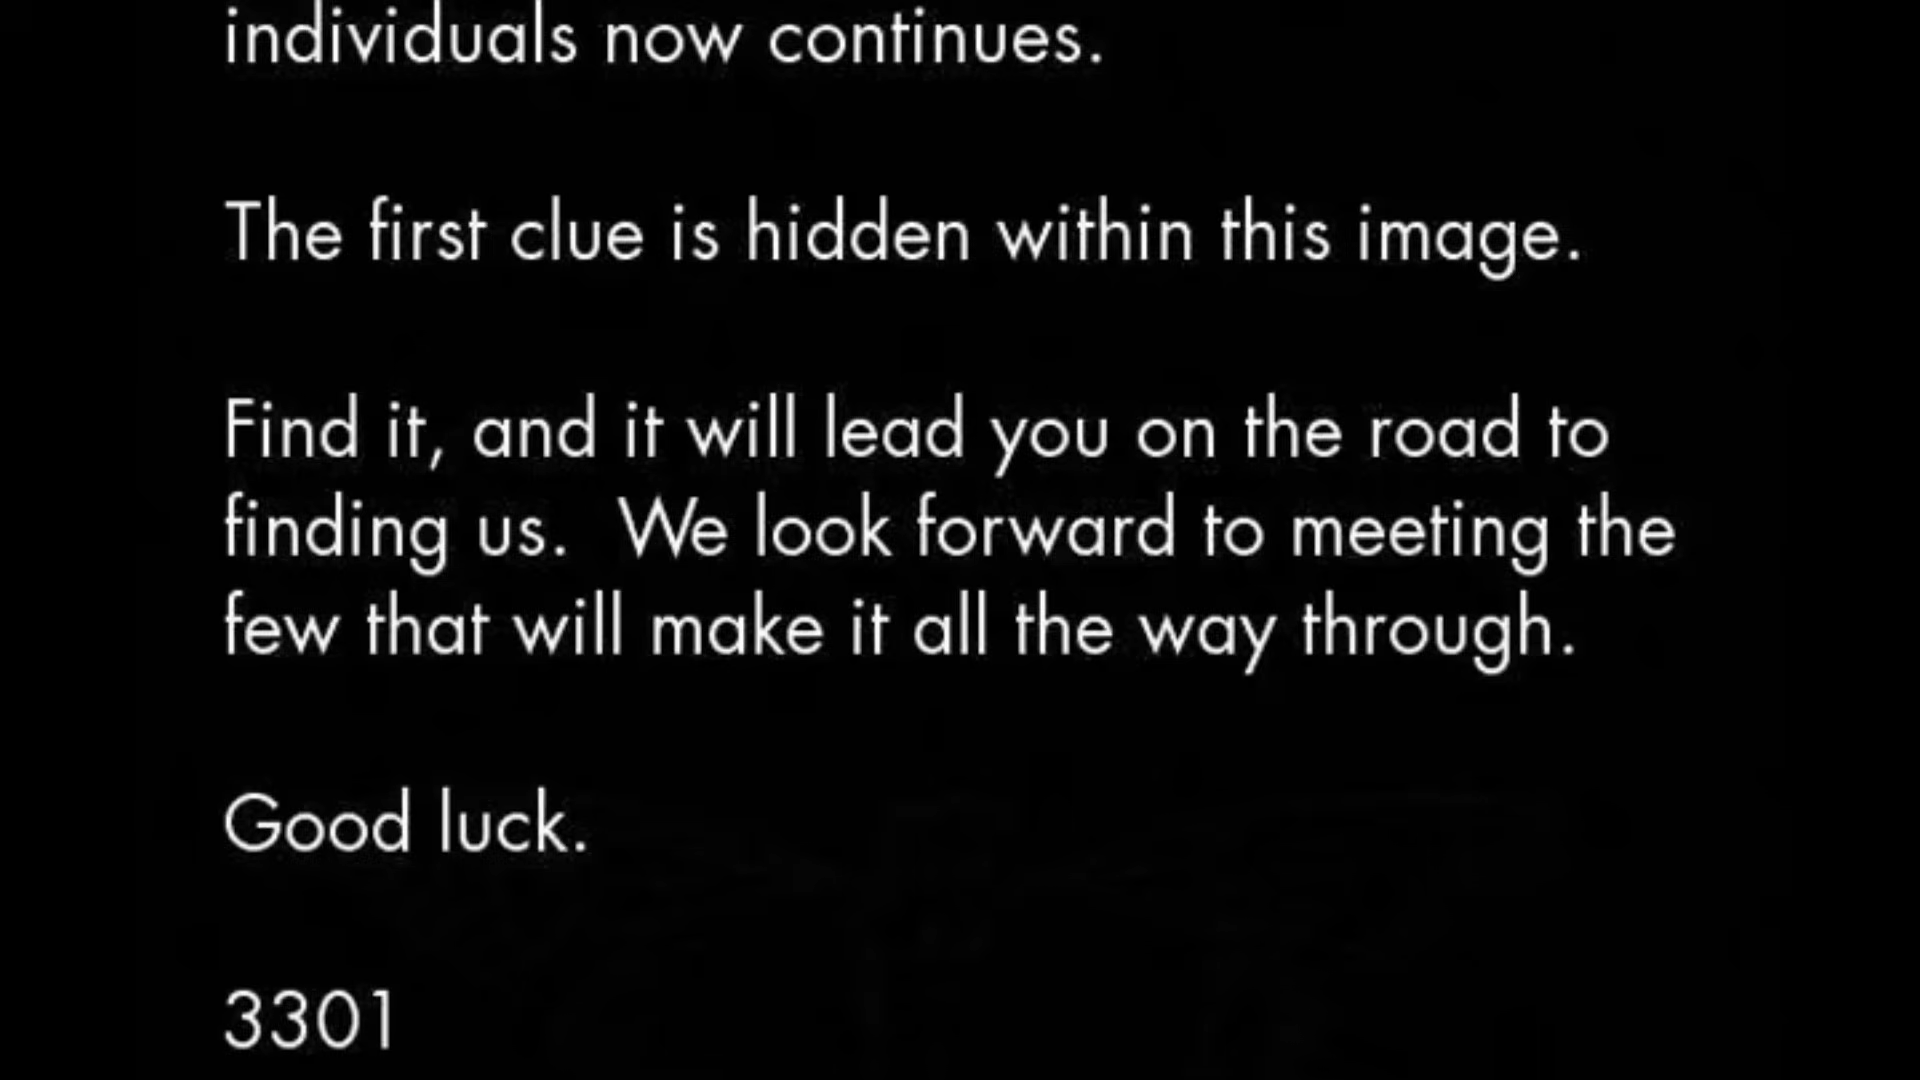 individuals now continues.
The first clue is hidden within this image.
Find it, and it will lead you on the road to
finding us.  We look forward to meeting the
few that will make it all the way through.
Good luck.
3301